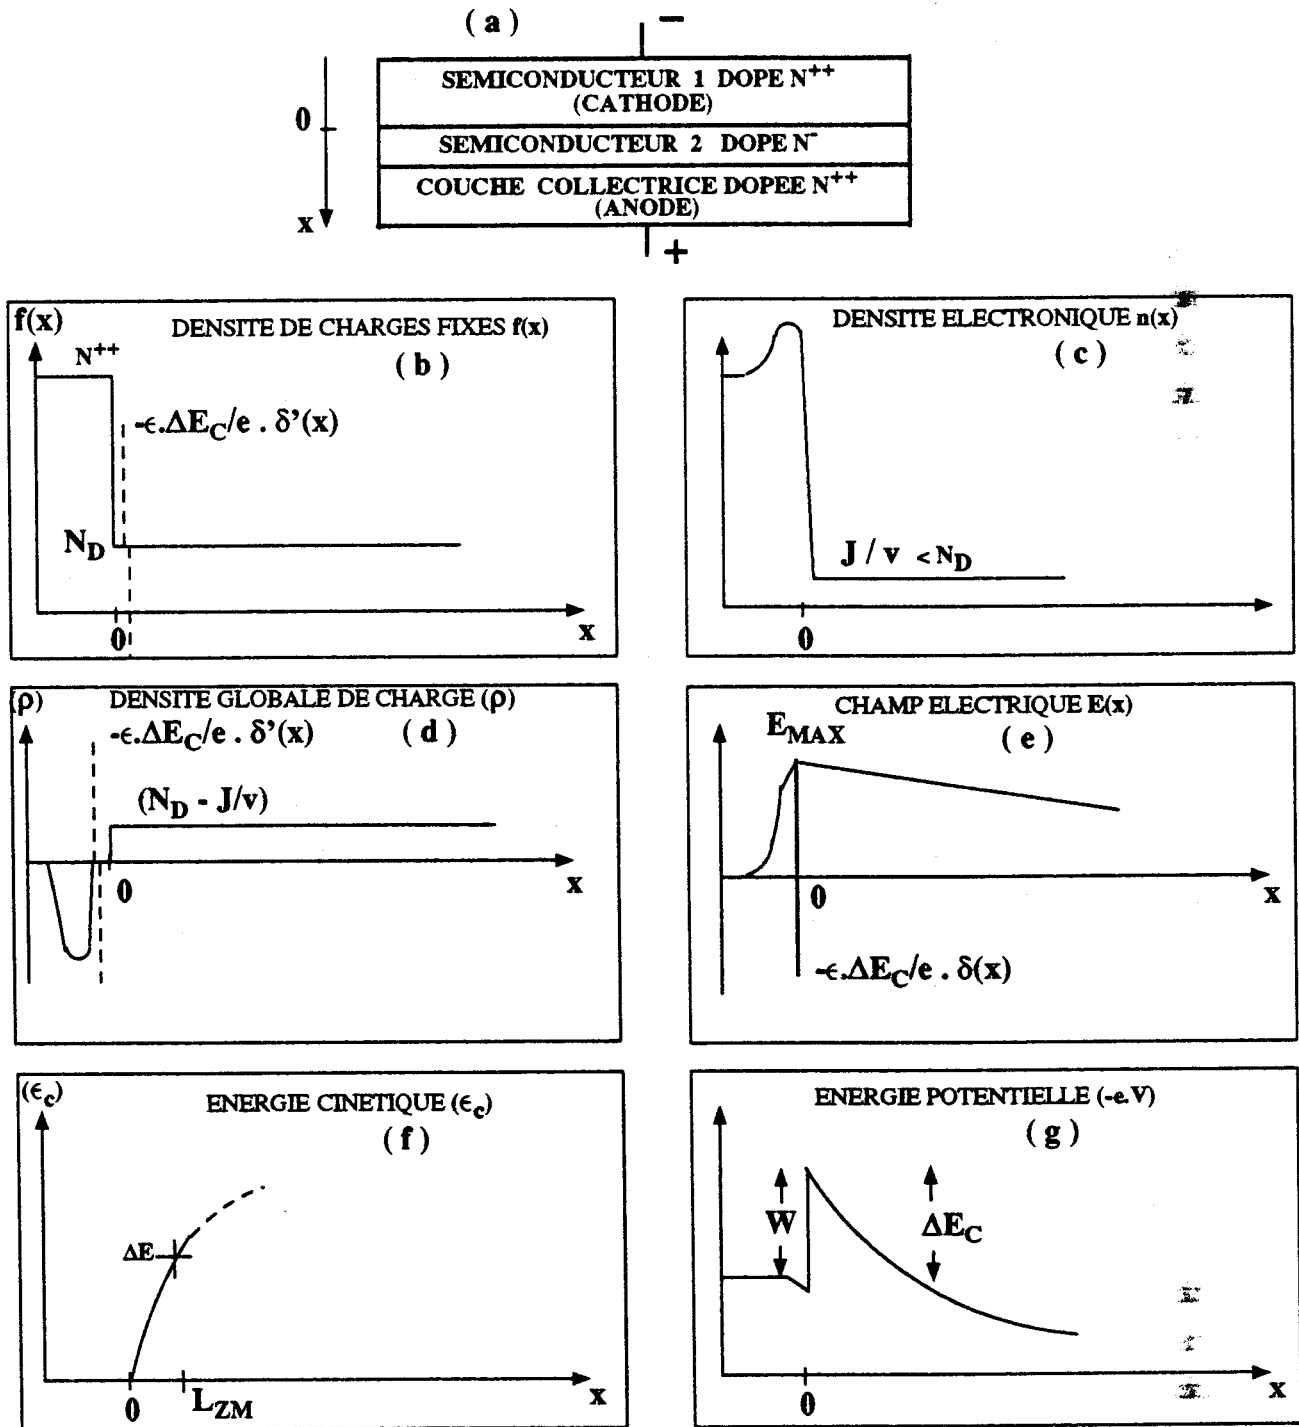 ( a )
−
SEMICONDUCTEUR 1 DOPE N++
(CATHODE)
0
SEMICONDUCTEUR 2 DOPE N-
COUCHE COLLECTRICE DOPEE N++
(ANODE)
x
+
f(x)
DENSITE DE CHARGES FIXES f(x)
( b )
N++
-ϵ.ΔEC/e . δ'(x)
ND
0
x
DENSITE ELECTRONIQUE n(x)
( c )
J / v < ND
0
x
(ρ)
DENSITE GLOBALE DE CHARGE (ρ)
-ϵ.ΔEC/e . δ'(x)
( d )
(ND - J/v)
0
x
CHAMP ELECTRIQUE E(x)
EMAX
( e )
0
x
-ϵ.ΔEC/e . δ(x)
(ϵc)
ENERGIE CINETIQUE (ϵc)
( f )
ΔE
0
LZM
x
ENERGIE POTENTIELLE (-e.V)
( g )
W
ΔEC
0
x